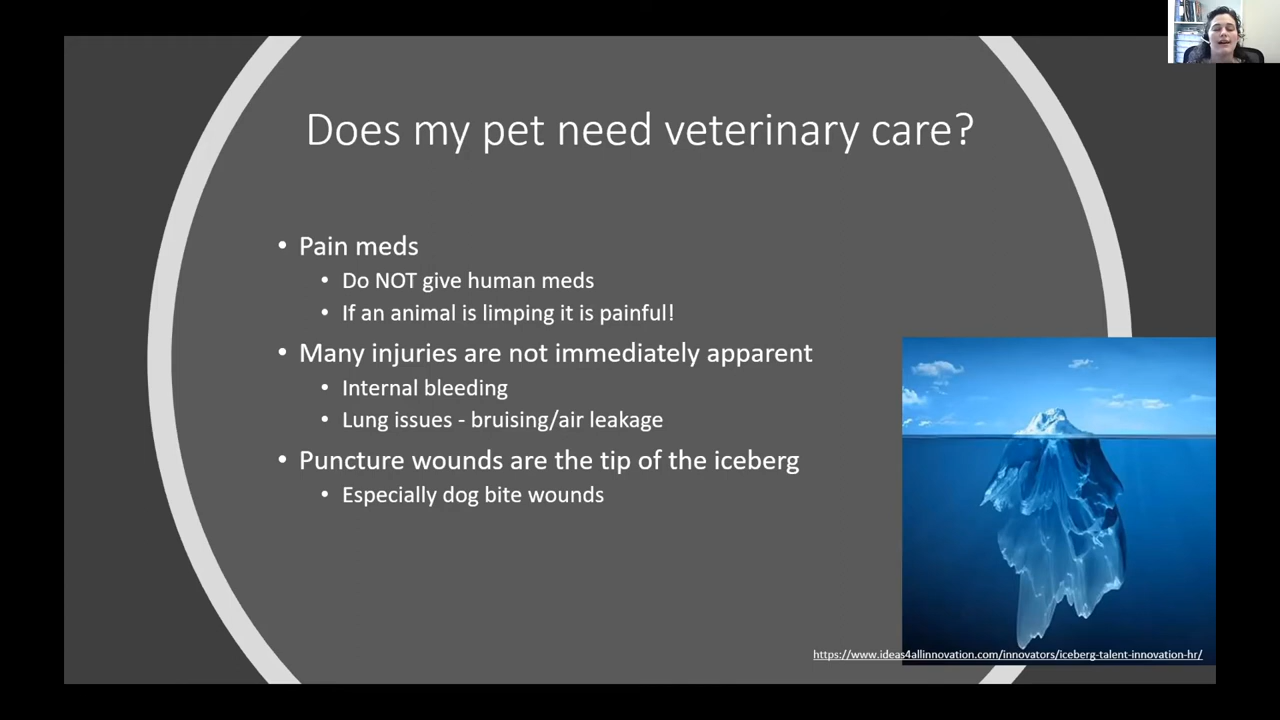 Does my pet need veterinary care?
• Pain meds
• Do NOT give human meds
• If an animal is limping it is painful!
• Many injuries are not immediately apparent
• Internal bleeding
• Lung issues - bruising/air leakage
• Puncture wounds are the tip of the iceberg
• Especially dog bite wounds
https://www.ideas4allinnovation.com/innovators/iceberg-talent-innovation-hr/